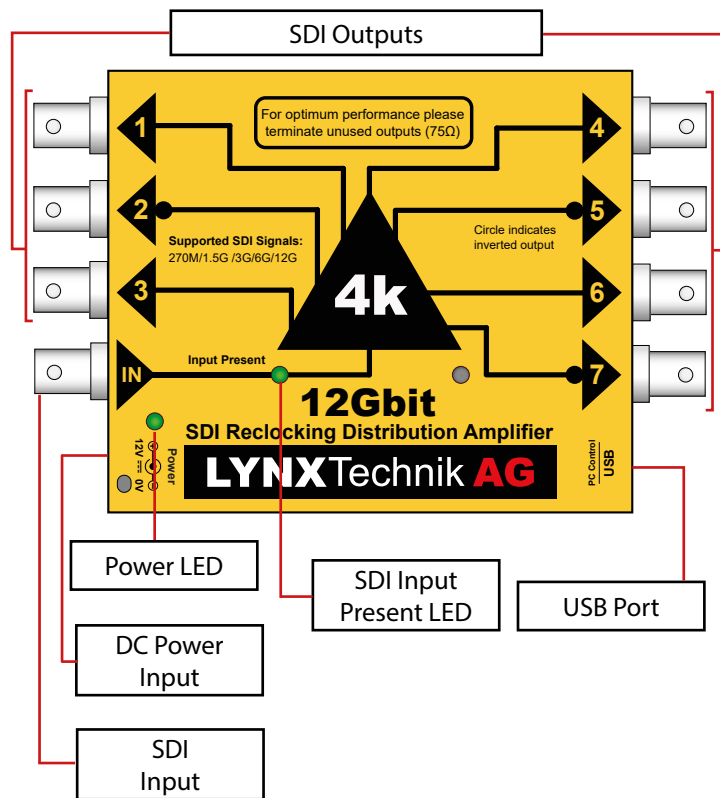 SDI Outputs
1
For optimum performance please
terminate unused outputs (75Ω)
4
2
Supported SDI Signals:
270M/1.5G /3G/6G/12G
5
Circle indicates
inverted output
3
4k
6
IN
Input Present
7
12Gbit
SDI Reclocking Distribution Amplifier
LYNXTechnik AG
Power
12V
0V
PC Control
USB
Power LED
SDI Input
Present LED
USB Port
DC Power
Input
SDI
Input